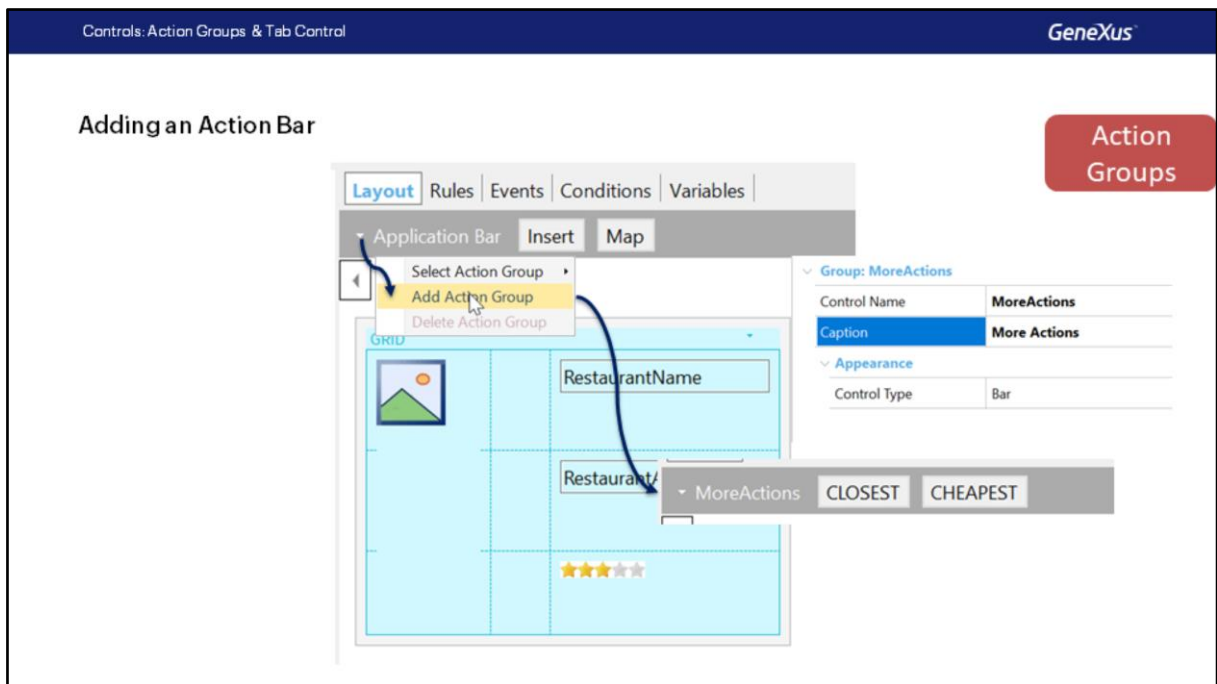 Controls: Action Groups & Tab Control
GeneXus
Adding an Action Bar
Action
Groups
Layout Rules Events Conditions Variables
Application Bar Insert Map
Select Action Group
Add Action Group
Delete Action Group
GRID
RestaurantName
Group: MoreActions
Control Name MoreActions
Caption More Actions
Appearance
Control Type Bar
MoreActions CLOSEST CHEAPEST